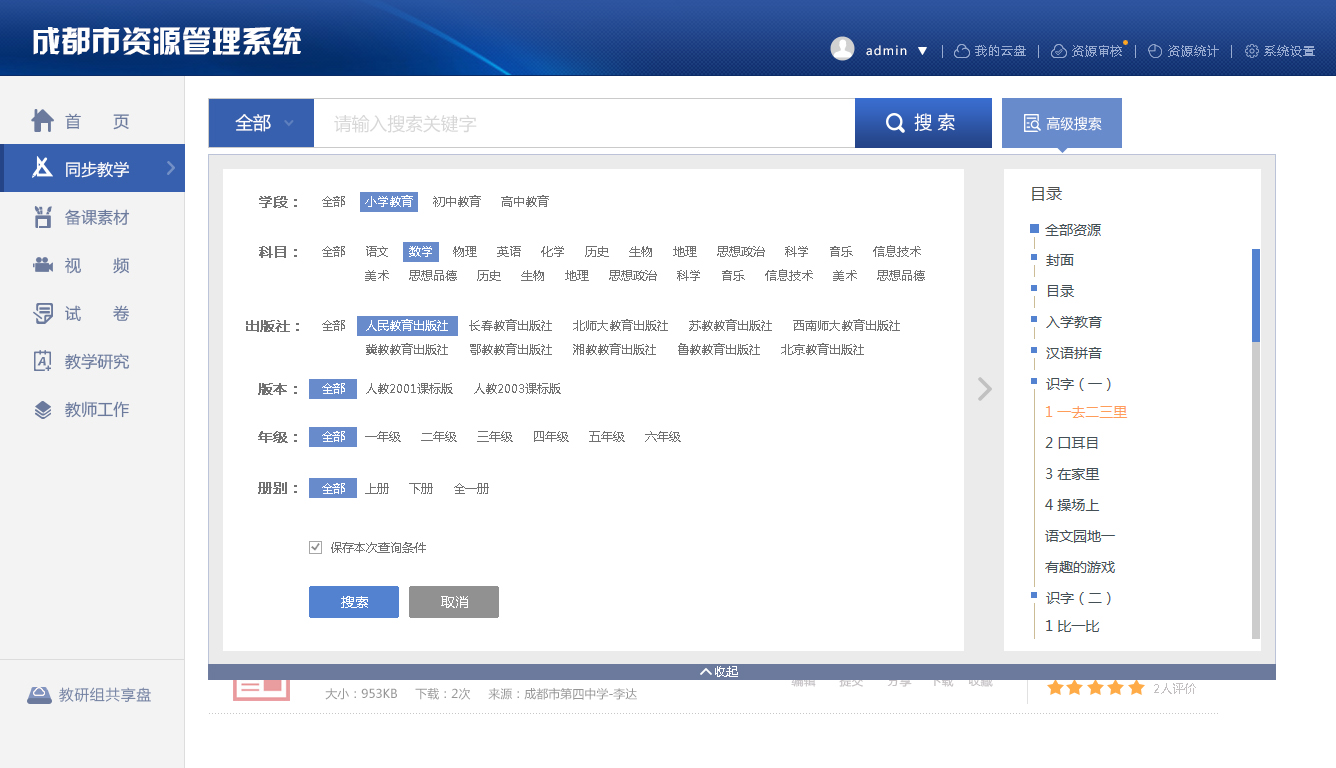 成都市资源管理系统
admin ▼ | 我的云盘 | 资源审核 | 资源统计 | 系统设置
首 页
同步教学
备课素材
视 频
试 卷
教学研究
教师工作
教研组共享盘
全部 请输入搜索关键字 搜 索 高级搜索
学段： 全部 小学教育 初中教育 高中教育
科目： 全部 语文 数学 物理 英语 化学 历史 生物 地理 思想政治 科学 音乐 信息技术
美术 思想品德 历史 生物 地理 思想政治 科学 音乐 信息技术 美术 思想品德
出版社： 全部 人民教育出版社 长春教育出版社 北师大教育出版社 苏教教育出版社 西南师大教育出版社
冀教教育出版社 鄂教教育出版社 湘教教育出版社 鲁教教育出版社 北京教育出版社
版本： 全部 人教2001课标版 人教2003课标版
年级： 全部 一年级 二年级 三年级 四年级 五年级 六年级
册别： 全部 上册 下册 全一册
保存本次查询条件
搜索 取消
目录
全部资源
封面
目录
入学教育
汉语拼音
识字（一）
1 一去二三里
2 口耳目
3 在家里
4 操场上
语文园地一
有趣的游戏
识字（二）
1 比一比
收起
编辑 提交 分享 下载 收藏
大小：953KB 下载：2次 来源：成都市第四中学-李达
2人评价